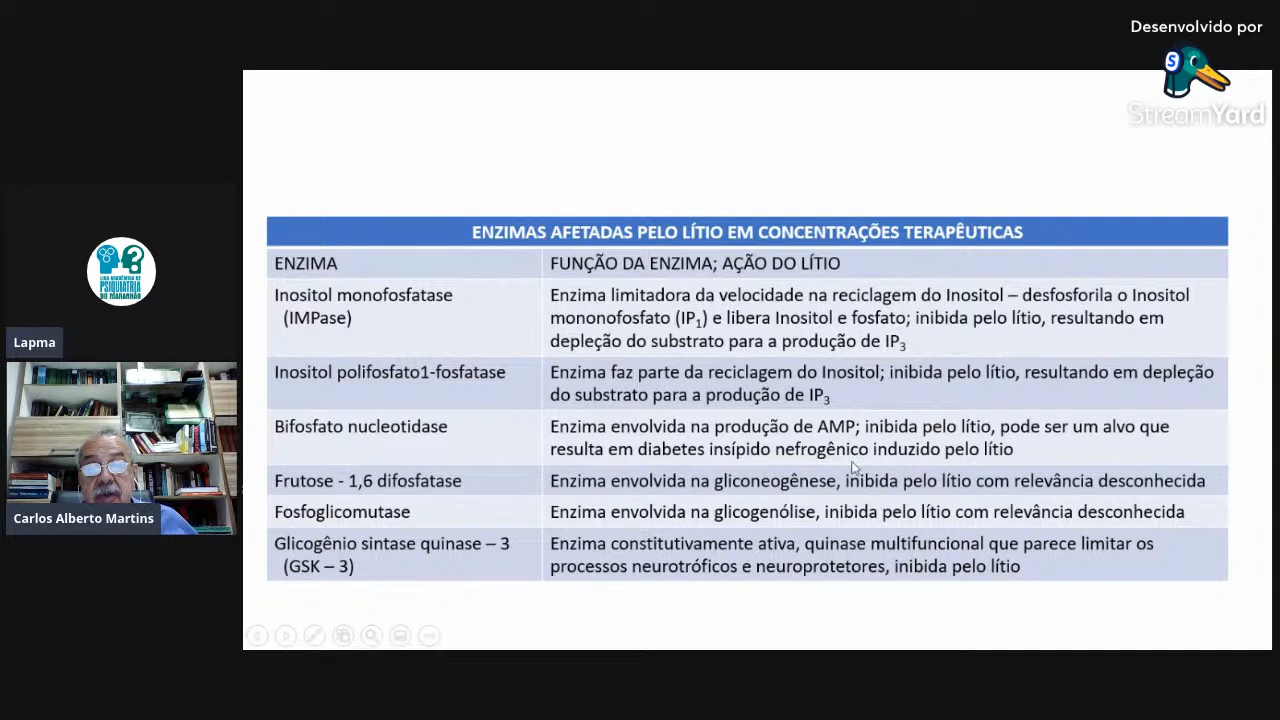 Desenvolvido por
StreamYard
ENZIMAS AFETADAS PELO LÍTIO EM CONCENTRAÇÕES TERAPÊUTICAS
ENZIMA
FUNÇÃO DA ENZIMA; AÇÃO DO LÍTIO
Inositol monofosfatase
(IMPase)
Enzima limitadora da velocidade na reciclagem do Inositol – desfosforila o Inositol
mononofosfato (IP1) e libera Inositol e fosfato; inibida pelo lítio, resultando em
depleção do substrato para a produção de IP3
Inositol polifosfato1-fosfatase
Enzima faz parte da reciclagem do Inositol; inibida pelo lítio, resultando em depleção
do substrato para a produção de IP3
Bifosfato nucleotidase
Enzima envolvida na produção de AMP; inibida pelo lítio, pode ser um alvo que
resulta em diabetes insípido nefrogênico induzido pelo lítio
Frutose - 1,6 difosfatase
Enzima envolvida na gliconeogênese, inibida pelo lítio com relevância desconhecida
Fosfoglicomutase
Enzima envolvida na glicogenólise, inibida pelo lítio com relevância desconhecida
Glicogênio sintase quinase – 3
(GSK – 3)
Enzima constitutivamente ativa, quinase multifuncional que parece limitar os
processos neurotróficos e neuroprotetores, inibida pelo lítio
LIGA ACADÊMICA DE
PSIQUIATRIA
DO MARANHÃO
Lapma
Carlos Alberto Martins